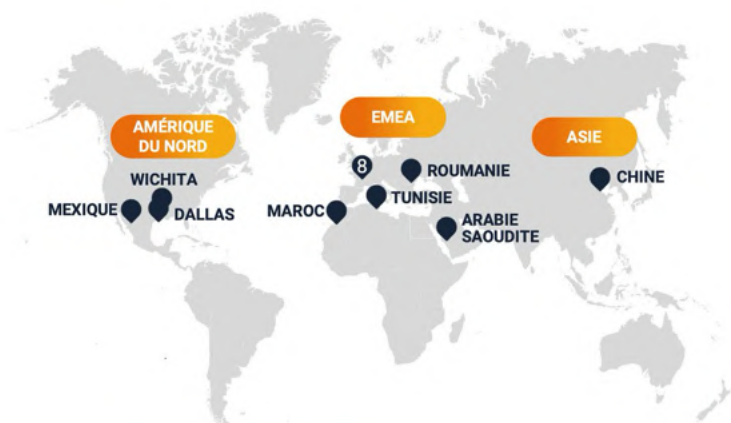 AMÉRIQUE
DU NORD
EMEA
ASIE
WICHITA
MEXIQUE
DALLAS
8
ROUMANIE
TUNISIE
MAROC
ARABIE
SAOUDITE
CHINE